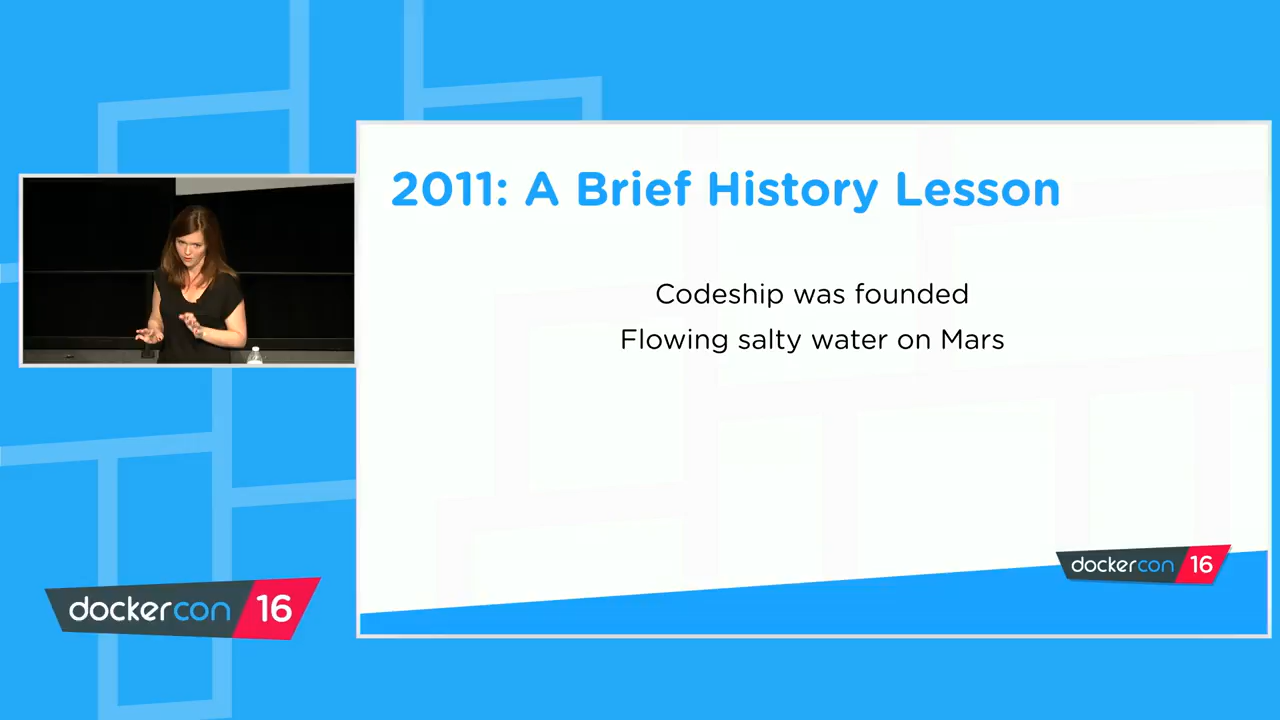 2011: A Brief History Lesson
Codeship was founded
Flowing salty water on Mars
dockercon 16
dockercon 16